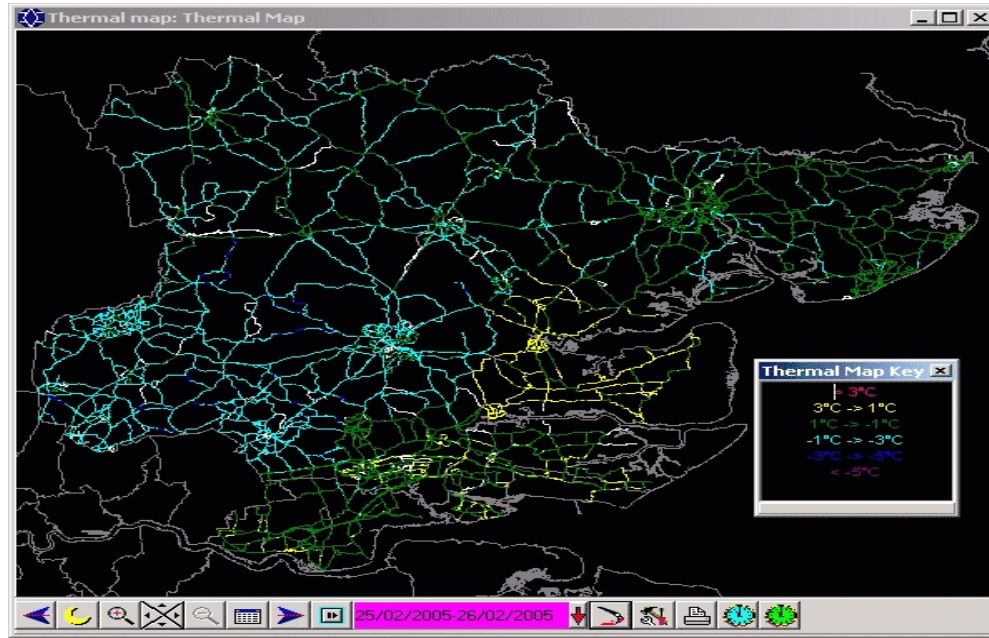 Thermal map: Thermal Map
Thermal Map Key
> 3°C
3°C -> 1°C
1°C -> -1°C
-1°C -> -3°C
-3°C -> -5°C
< -5°C
25/02/2005-26/02/2005